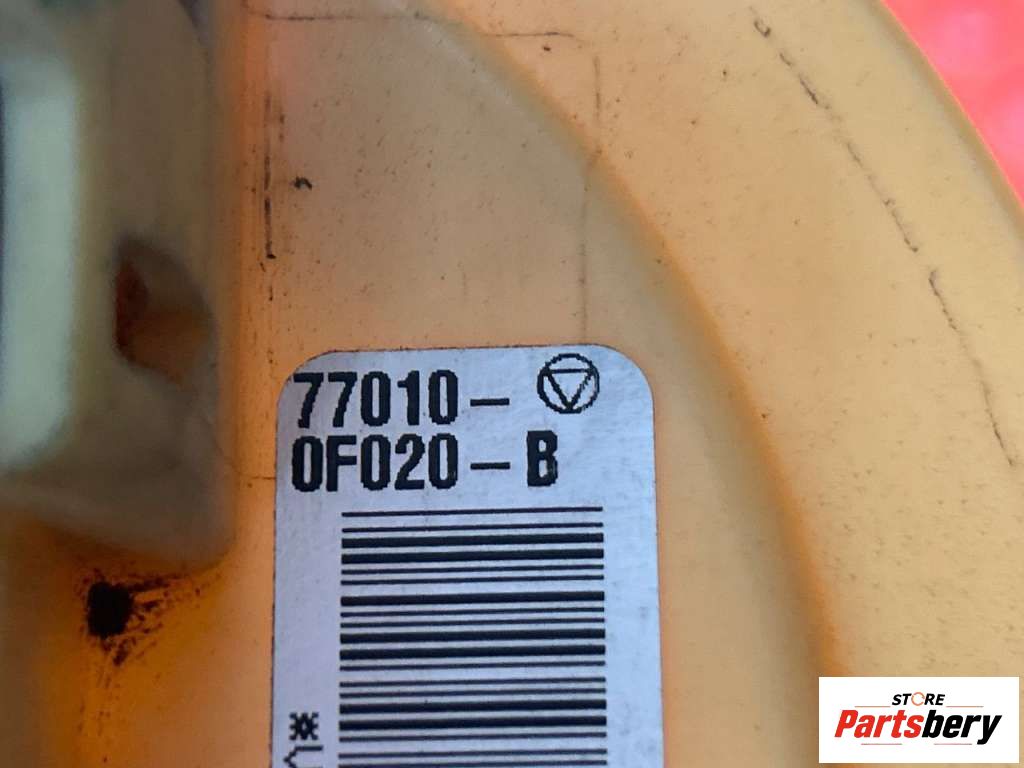 77010-
0F020-B
STORE
Partsbery